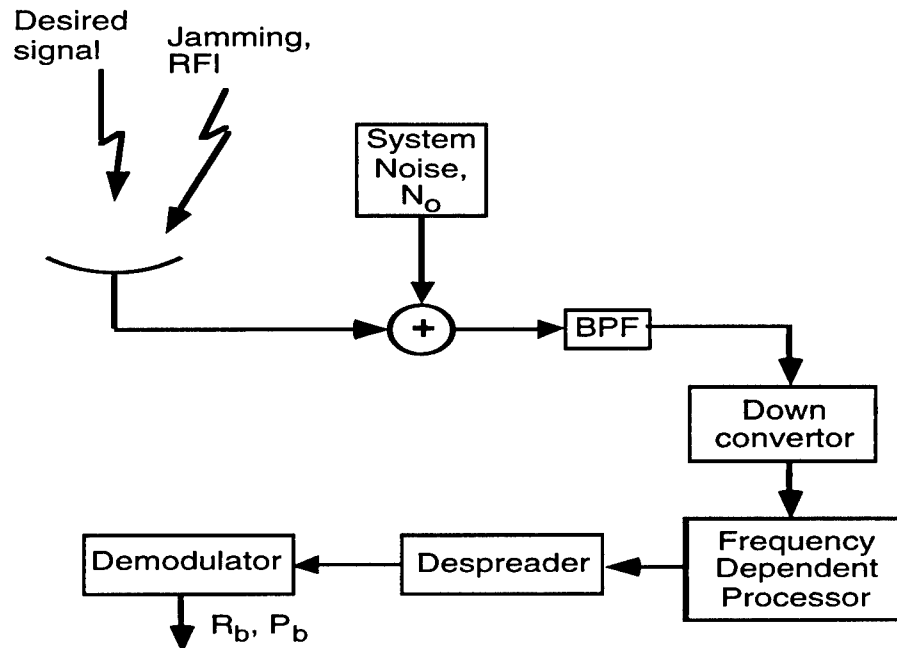 Desired
signal
Jamming,
RFI
System
Noise,
No
+
BPF
Down
convertor
Frequency
Dependent
Processor
Despreader
Demodulator
Rb, Pb